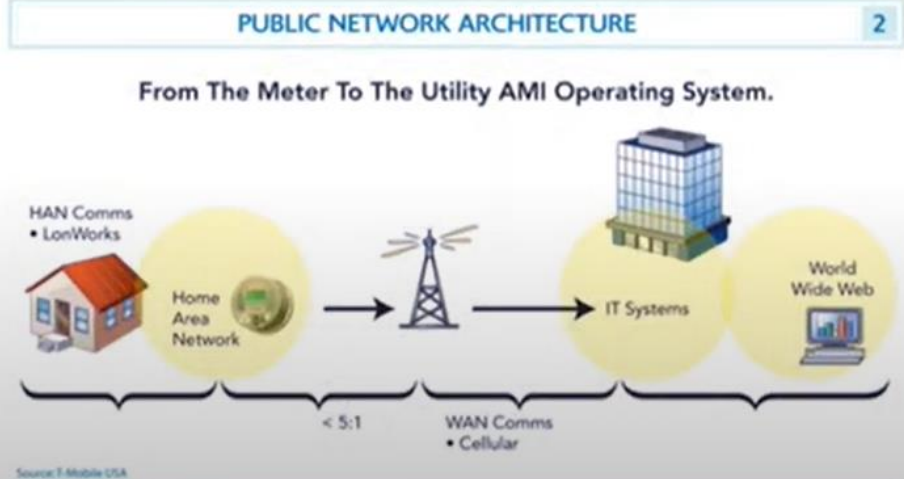 PUBLIC NETWORK ARCHITECTURE
2
From The Meter To The Utility AMI Operating System.
HAN Comms
• LonWorks
Home
Area
Network
IT Systems
World
Wide Web
< 5:1
WAN Comms
• Cellular
Source: T-Mobile USA